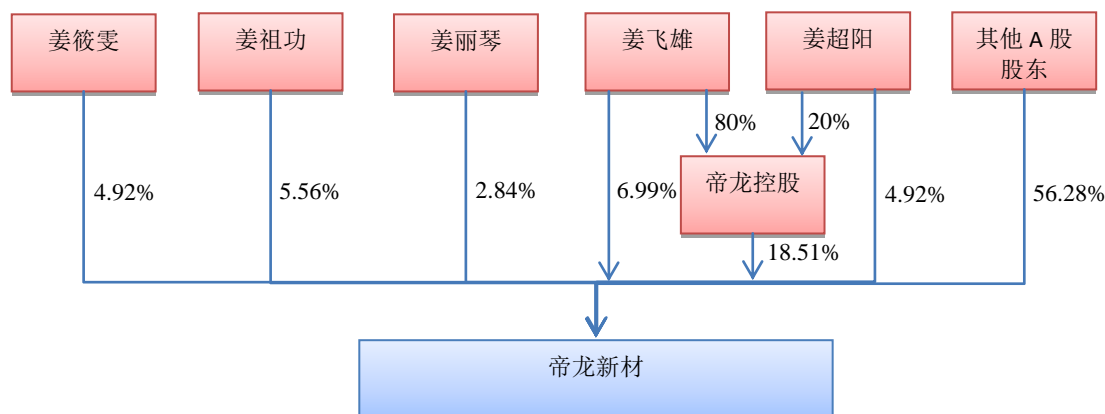 姜筱雯
姜祖功
姜丽琴
姜飞雄
姜超阳
其他 A 股
股东
80%
20%
帝龙控股
4.92%
5.56%
2.84%
6.99%
4.92%
56.28%
18.51%
帝龙新材